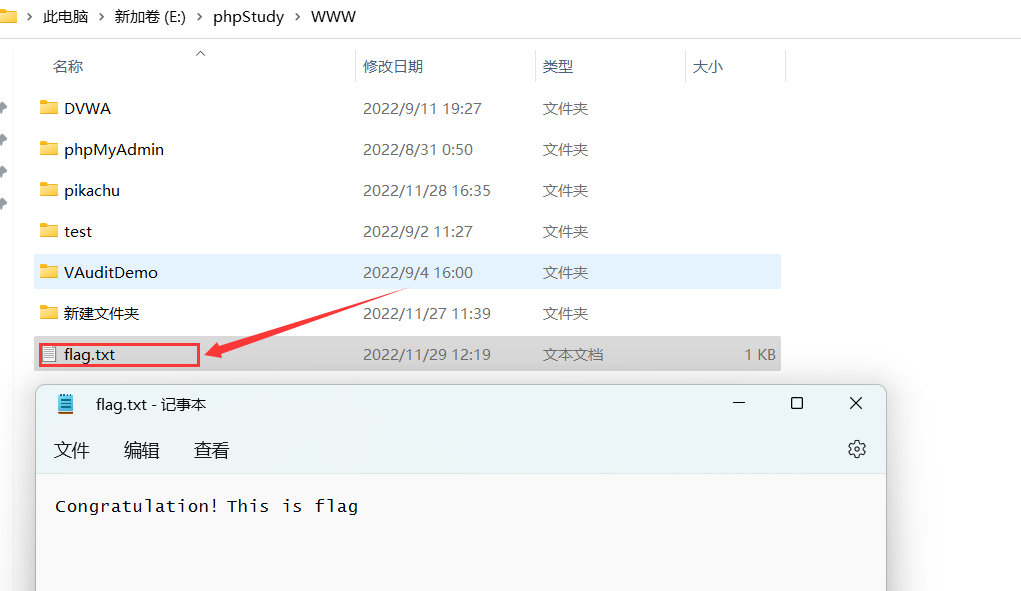 此电脑 > 新加卷 (E:) > phpStudy > WWW
名称 修改日期 类型 大小
DVWA 2022/9/11 19:27 文件夹
phpMyAdmin 2022/8/31 0:50 文件夹
pikachu 2022/11/28 16:35 文件夹
test 2022/9/2 11:27 文件夹
VAuditDemo 2022/9/4 16:00 文件夹
新建文件夹 2022/11/27 11:39 文件夹
flag.txt 2022/11/29 12:19 文本文档 1 KB
flag.txt - 记事本
文件 编辑 查看
Congratulation! This is flag